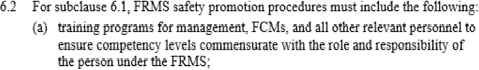 6.2 For subclause 6.1, FRMS safety promotion procedures must include the following:
(a) training programs for management, FCMs, and all other relevant personnel to
ensure competency levels commensurate with the role and responsibility of
the person under the FRMS;